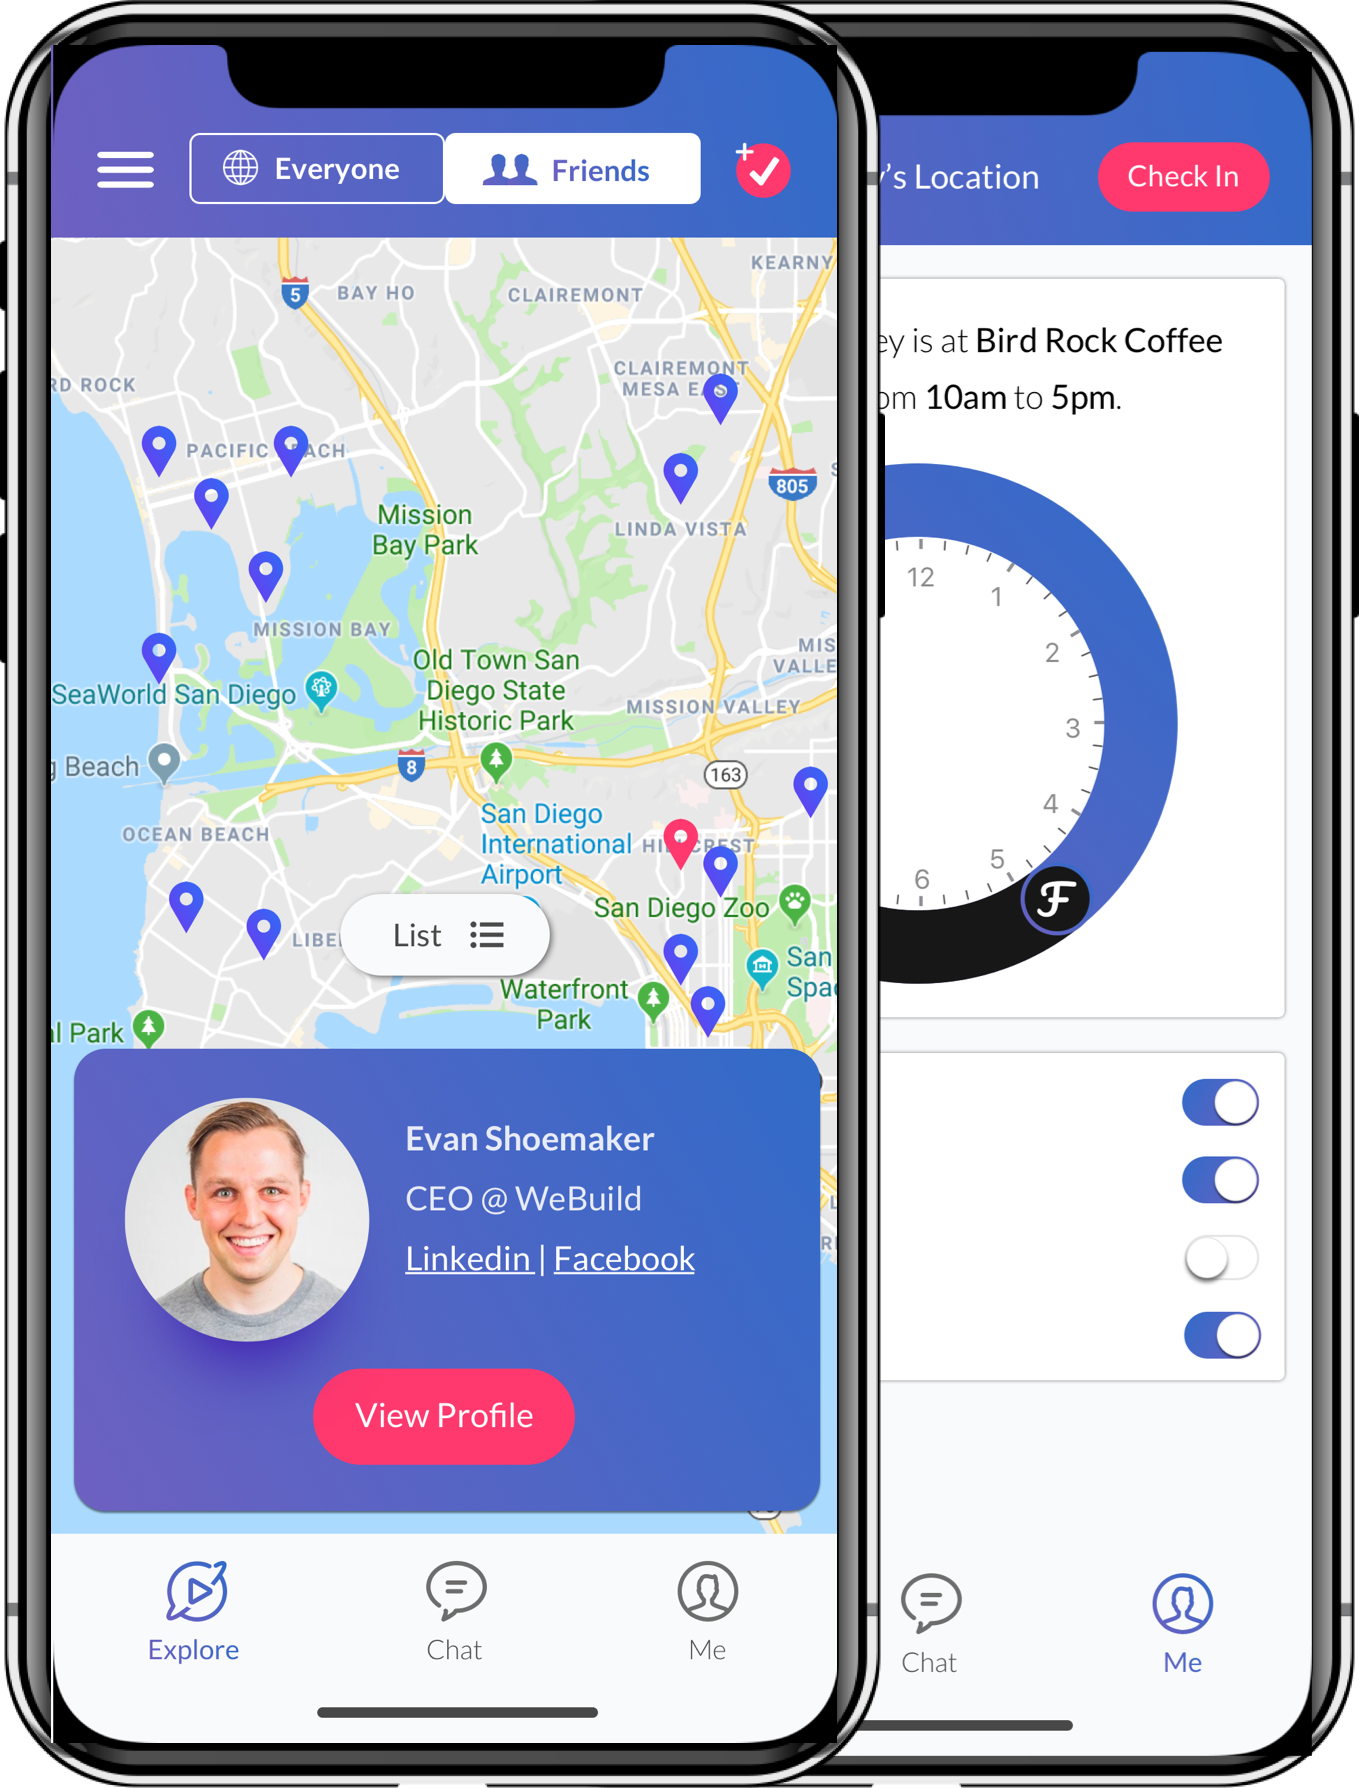 Everyone
Friends
KEARNY
5
BAY HO
CLAIREMONT
CLAIREMONT
MESA
RD ROCK
PACIFIC
805
Mission
Bay Park
LINDA VISTA
MISSION BAY
MIS
VALLE
Old Town San
Diego State
Historic Park
SeaWorld San Diego
MISSION VALLEY
g Beach
8
163
San Diego
International
Airport
OCEAN BEACH
San Diego Zoo
LIBE
List
San
Spac
Waterfront
Park
al Park
Evan Shoemaker
CEO @ WeBuild
Linkedin | Facebook
View Profile
Explore
Chat
Me
y's Location
Check In
ey is at Bird Rock Coffee
om 10am to 5pm.
12
1
2
3
4
5
6
F
Chat
Me